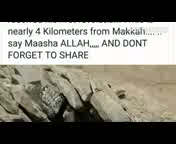 nearly 4 Kilometers from Makkah....
say Maasha ALLAH,,,,, AND DONT
FORGET TO SHARE